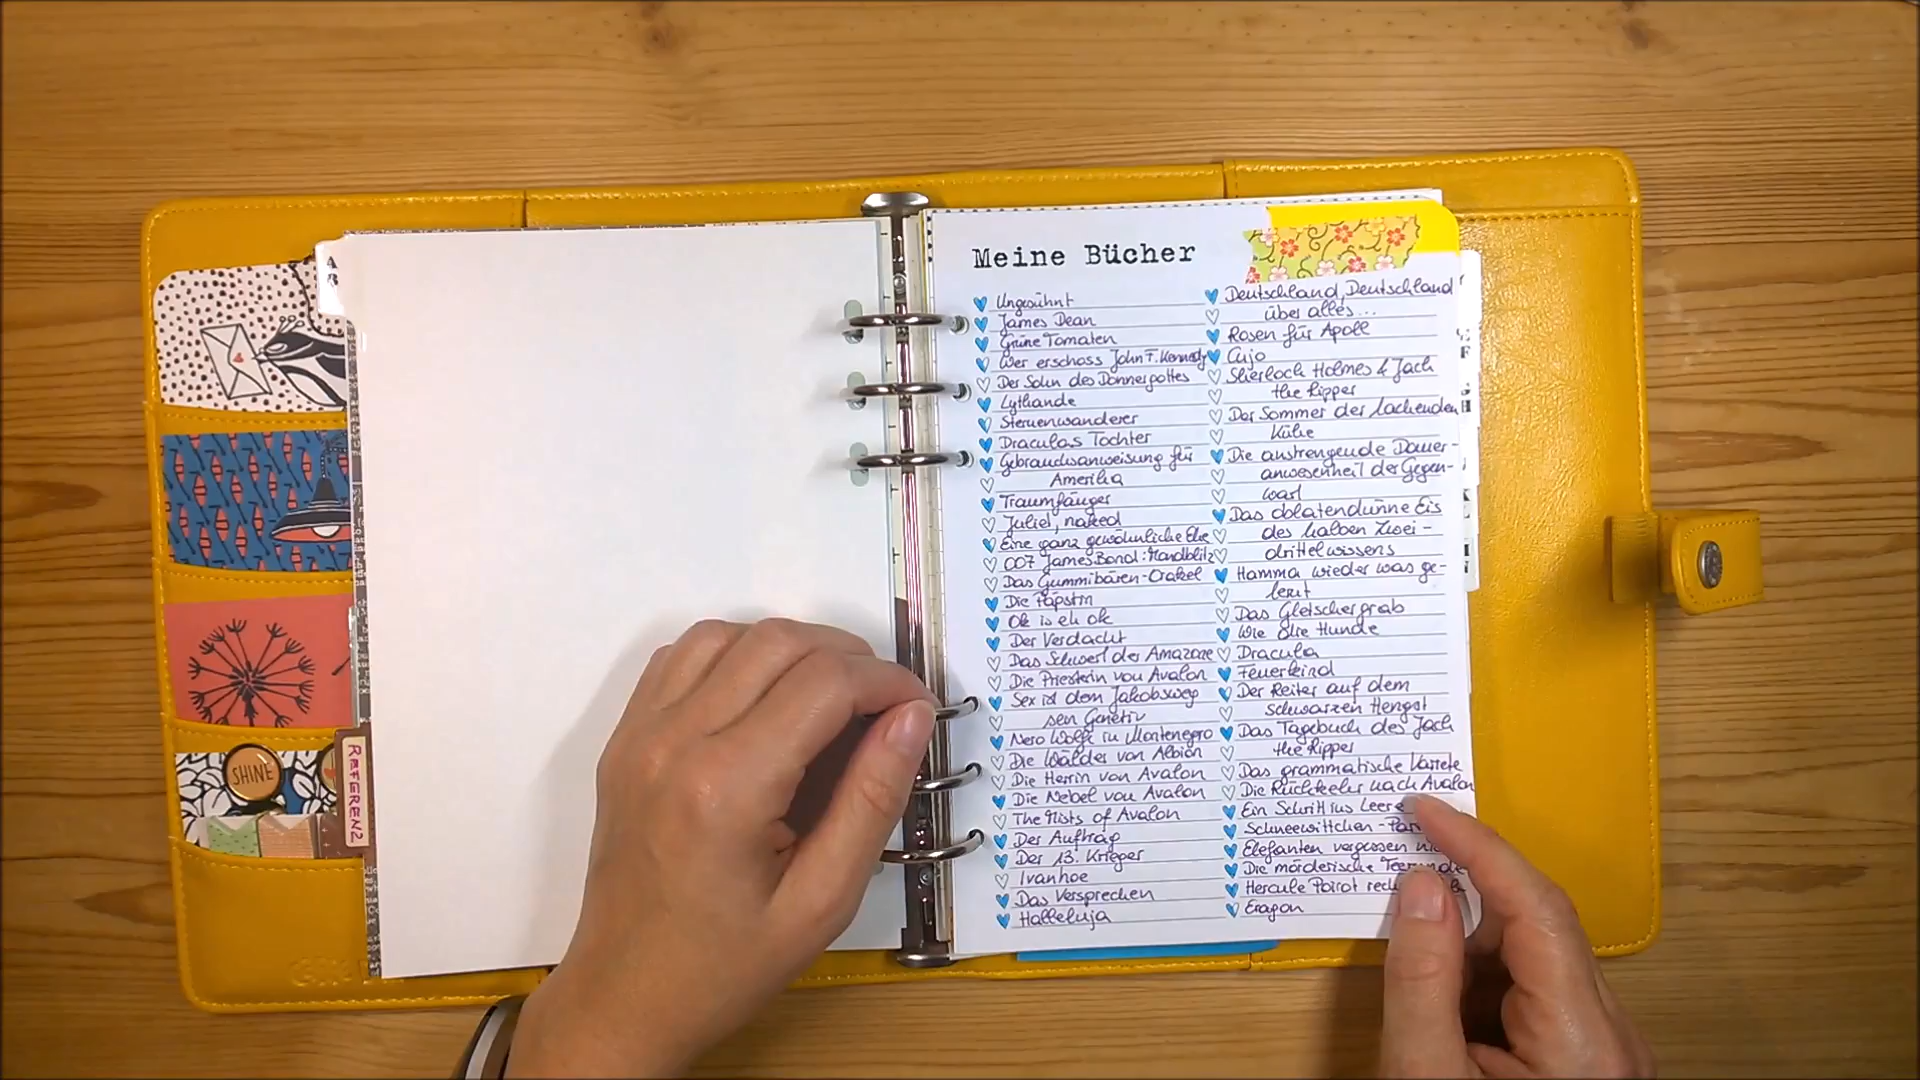 SHINE
REFERENZ
Meine Bücher
Ungesühnt
James Dean
Grüne Tomaten
Wer erschoss John F. Kennedy
Der Sohn des Donnergottes
Lythande
Sternenwanderer
Draculas Tochter
Gebrauchsanweisung für
Amerika
Traumfänger
Juliet, naked
Eine ganz gewöhnliche Ehe
007 James Bond:
Das Gummibären-Orakel
Die Päpstin
Ok is eh ok
Der Verdacht
Das Schwert der Amazone
Die Priesterin von Avalon
Sex ist dem Jakobsweg
sen Genetiv
Nero Wolfe in Montenegro
Die Wälder von Albion
Die Herrin von Avalon
Die Nebel von Avalon
The Mists of Avalon
Der Auftrag
Der 13. Krieger
Ivanhoe
Das Versprechen
Halleluja
Deutschland, Deutschland
über alles...
Rosen für Apoll
Cujo
Sherlock Holmes & Jack
the Ripper
Der Sommer der lachenden
Kühe
Die anstrengende Dauer-
anwesenheit der Gegen-
wart
Das oblatendünne Eis
des halben Zwei-
drittelwissens
Hamma wieder was ge-
lernt
Das Gletschergrab
Wie die Hunde
Dracula
Feuerkind
Der Reiter auf dem
schwarzen Hengst
Das Tagebuch des Jack
the Ripper
Das grammatische Varieté
Die Rückkehr nach Avalon
Ein Schritt ins Leere
Schneewittchen-
Elefanten vergessen
Die mörderische
Hercule Poirot
Eragon